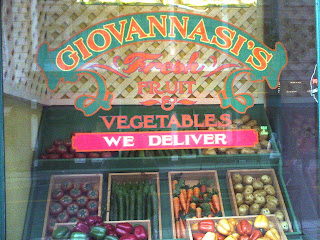 GIOVANNASI'S
Fresh
FRUIT
&
VEGETABLES
WE DELIVER